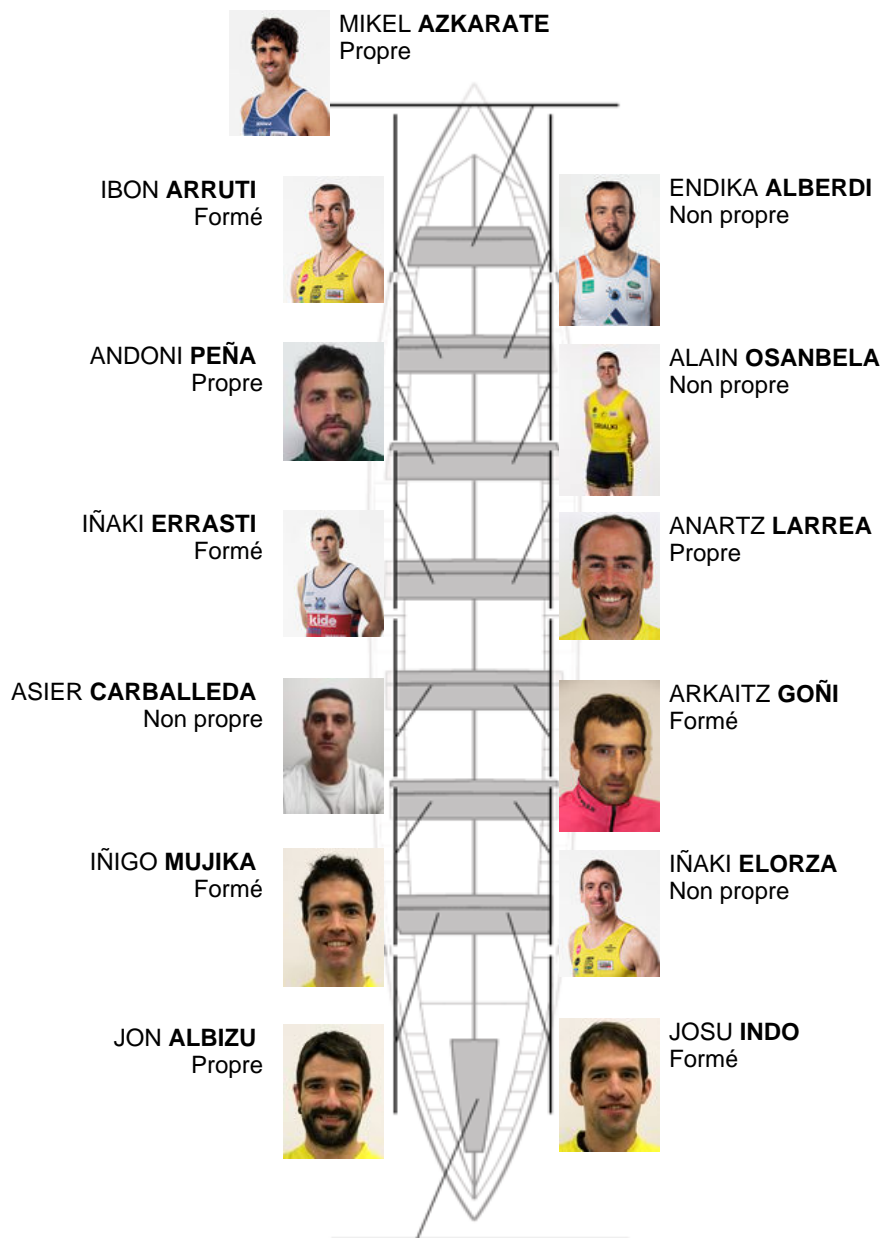 MIKEL AZKARATE
Propre
IBON ARRUTI
Formé
ENDIKA ALBERDI
Non propre
ANDONI PEÑA
Propre
ALAIN OSANBELA
Non propre
IÑAKI ERRASTI
Formé
ANARTZ LARREA
Propre
kide
ASIER CARBALLEDA
Non propre
ARKAITZ GOÑI
Formé
IÑIGO MUJIKA
Formé
IÑAKI ELORZA
Non propre
JON ALBIZU
Propre
JOSU INDO
Formé